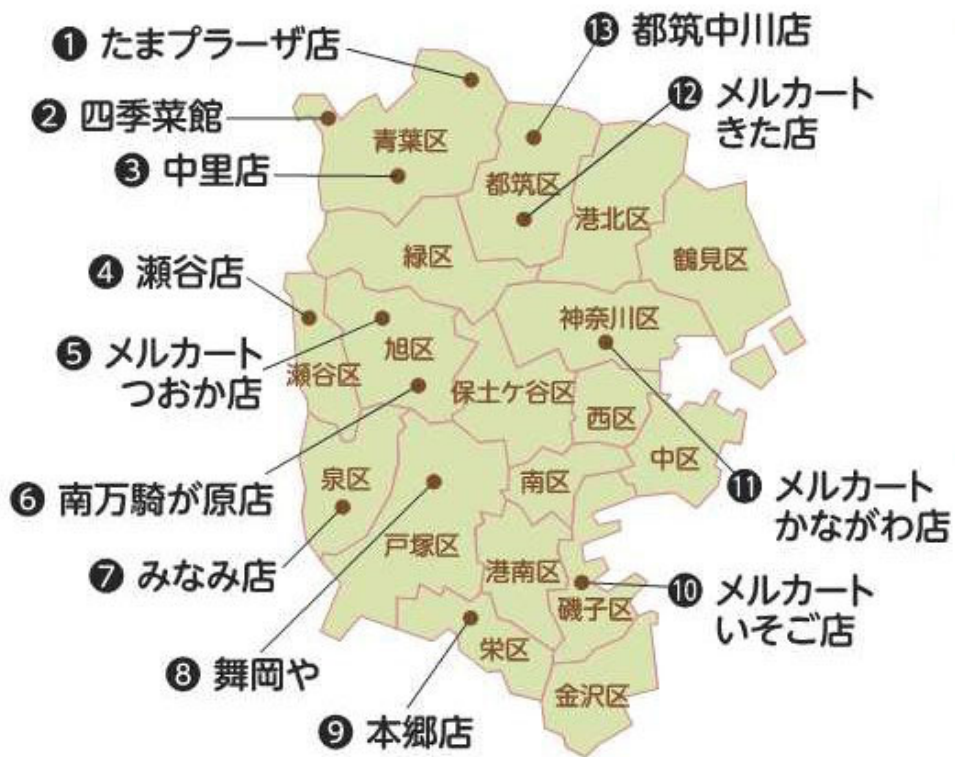 ❶ たまプラーザ店
❷ 四季菜館
❸ 中里店
❹ 瀬谷店
❺ メルカート
つおか店
❻ 南万騎が原店
❼ みなみ店
❽ 舞岡や
❾ 本郷店
❿ メルカート
いそご店
⓫ メルカート
かながわ店
⓬ メルカート
きた店
⓭ 都筑中川店
青葉区
都筑区
港北区
鶴見区
緑区
神奈川区
旭区
瀬谷区
保土ケ谷区
西区
中区
南区
泉区
戸塚区
港南区
磯子区
栄区
金沢区